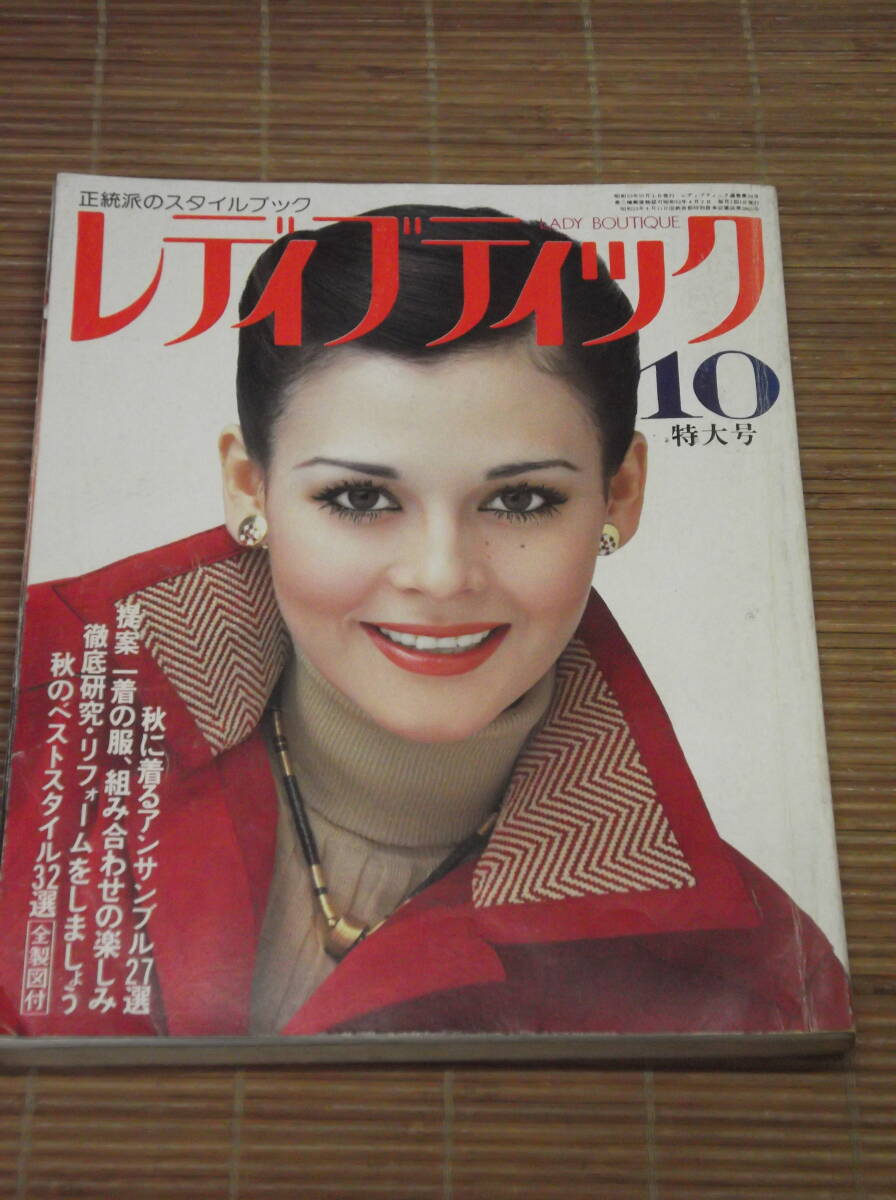 正統派のスタイルブック
レディブティック
LADY BOUTIQUE
10
特大号
秋に着るアンサンブル27選
提案 一着の服、組み合わせの楽しみ
徹底研究・リフォームをしましょう
秋のベストスタイル32選 全製図付